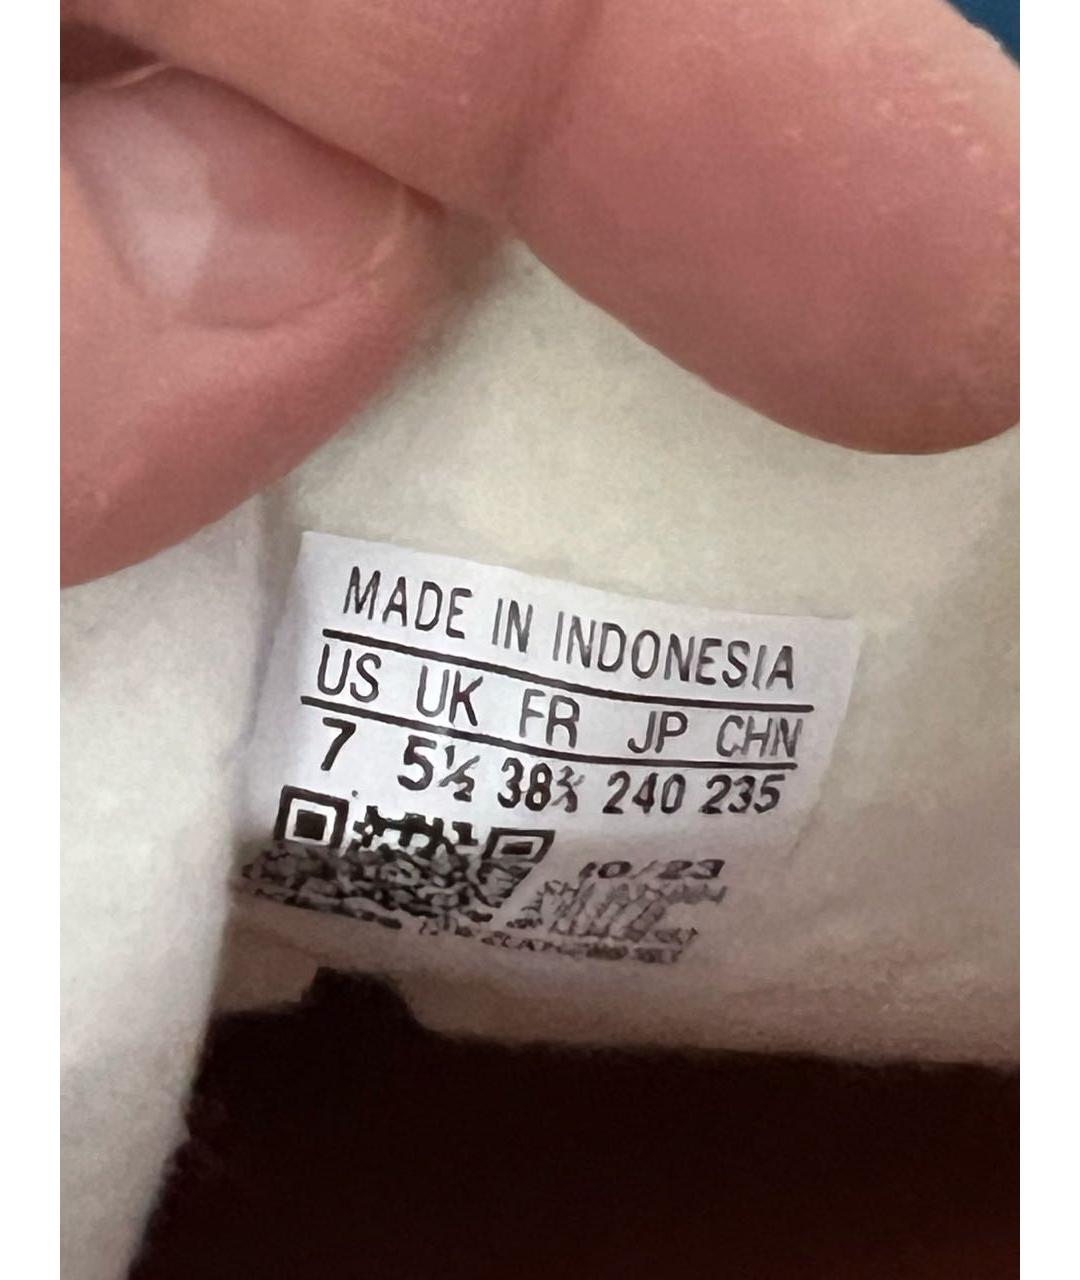 MADE IN INDONESIA
US UK FR JP CHN
7 5½ 38⅔ 240 235
10/23